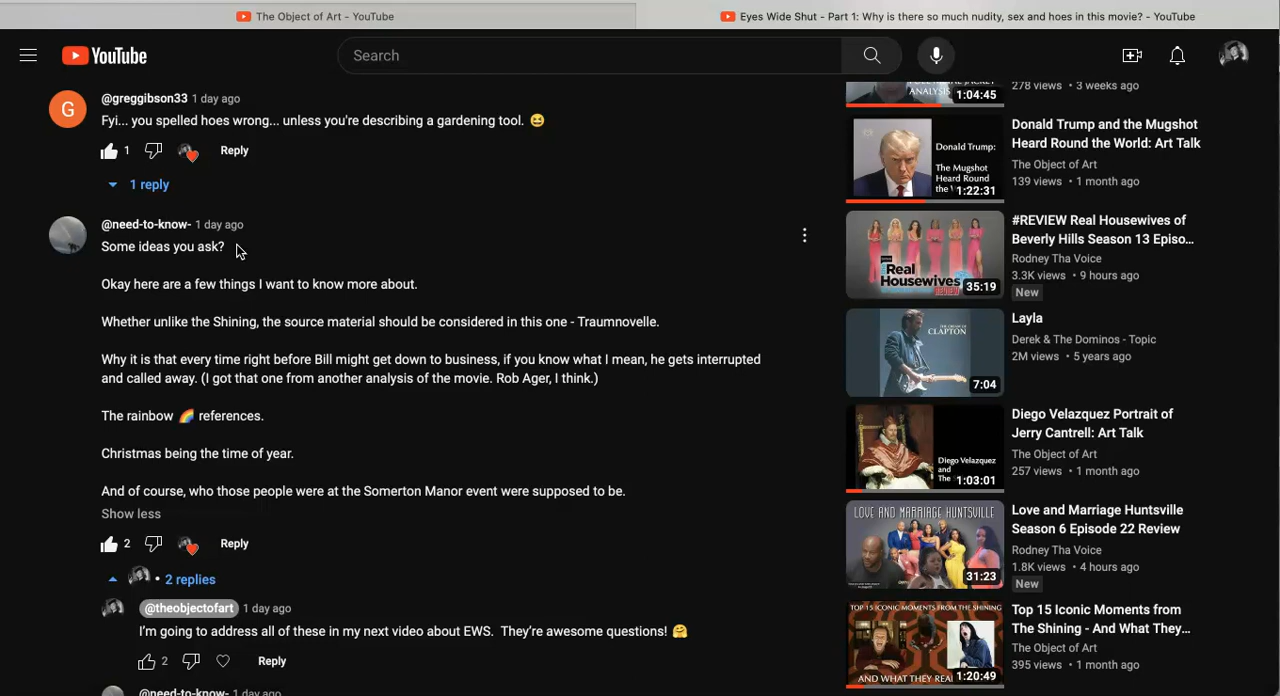 The Object of Art - YouTube
Eyes Wide Shut - Part 1: Why is there so much nudity, sex and hoes in this movie? - YouTube
YouTube
Search
@greggibson33 1 day ago
Fyi... you spelled hoes wrong... unless you're describing a gardening tool. 😆
1
Reply
1 reply
@need-to-know- 1 day ago
Some ideas you ask?
Okay here are a few things I want to know more about.
Whether unlike the Shining, the source material should be considered in this one - Traumnovelle.
Why it is that every time right before Bill might get down to business, if you know what I mean, he gets interrupted
and called away. (I got that one from another analysis of the movie. Rob Ager, I think.)
The rainbow 🌈 references.
Christmas being the time of year.
And of course, who those people were at the Somerton Manor event were supposed to be.
Show less
2
Reply
2 replies
@theobjectofart 1 day ago
I'm going to address all of these in my next video about EWS. They're awesome questions! 🤗
2
Reply
@need-to-know- 1 day ago
ANALYSIS
1:04:45
278 views • 3 weeks ago
Donald Trump:
The Mugshot
Heard Round
1:22:31
Donald Trump and the Mugshot
Heard Round the World: Art Talk
The Object of Art
139 views • 1 month ago
Real
Housewives
REVIEW
35:19
#REVIEW Real Housewives of
Beverly Hills Season 13 Episo...
Rodney Tha Voice
3.3K views • 9 hours ago
New
CLAPTON
7:04
Layla
Derek & The Dominos - Topic
2M views • 5 years ago
Diego Velazquez
and
The
1:03:01
Diego Velazquez Portrait of
Jerry Cantrell: Art Talk
The Object of Art
257 views • 1 month ago
LOVE AND MARRIAGE HUNTSVILLE
31:23
Love and Marriage Huntsville
Season 6 Episode 22 Review
Rodney Tha Voice
1.8K views • 4 hours ago
New
TOP 15 ICONIC MOMENTS FROM THE SHINING
AND WHAT THEY REA
1:20:49
Top 15 Iconic Moments from
The Shining - And What They...
The Object of Art
395 views • 1 month ago